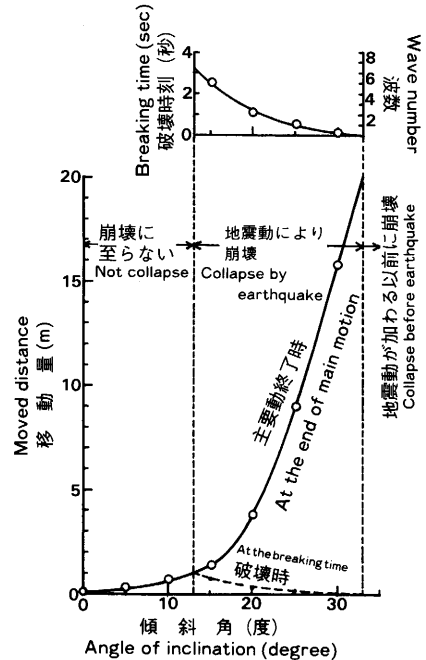 Breaking time (sec)
破壊時刻 (秒)
4
2
0
8
6
4
2
Wave number
波数
20
15
10
5
0
Moved distance
移動量 (m)
崩壊に
至らない
Not collapse
地震動により
崩壊
Collapse by
earthquake
地震動が加わる以前に崩壊
Collapse before earthquake
主要動終了時
At the end of main motion
At the breaking time
破壊時
0
10
20
30
傾斜角 (度)
Angle of inclination (degree)